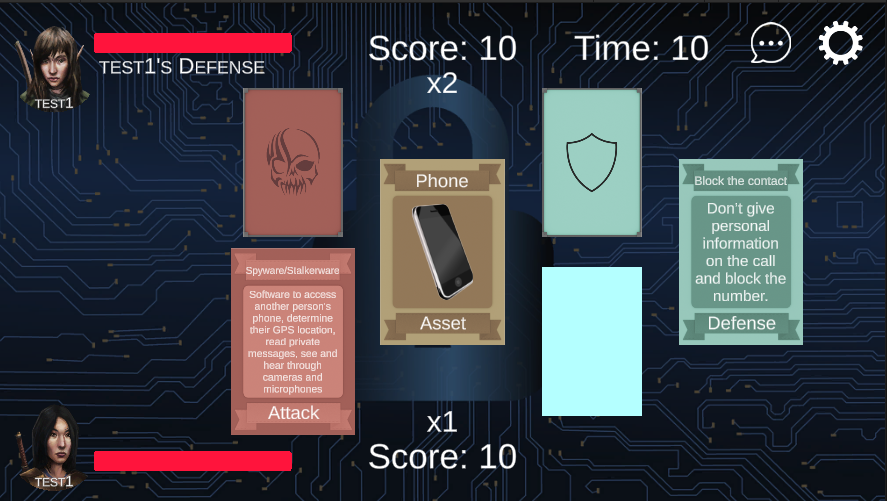 Score: 10
Time: 10
TEST1'S DEFENSE
x2
TEST1
Phone
Asset
Block the contact
Don't give
personal
information
on the call
and block the
number.
Defense
Spyware/Stalkerware
Software to access
another person's
phone, determine
their GPS location,
read private
messages, see and
hear through
cameras and
microphones
Attack
x1
Score: 10
TEST1